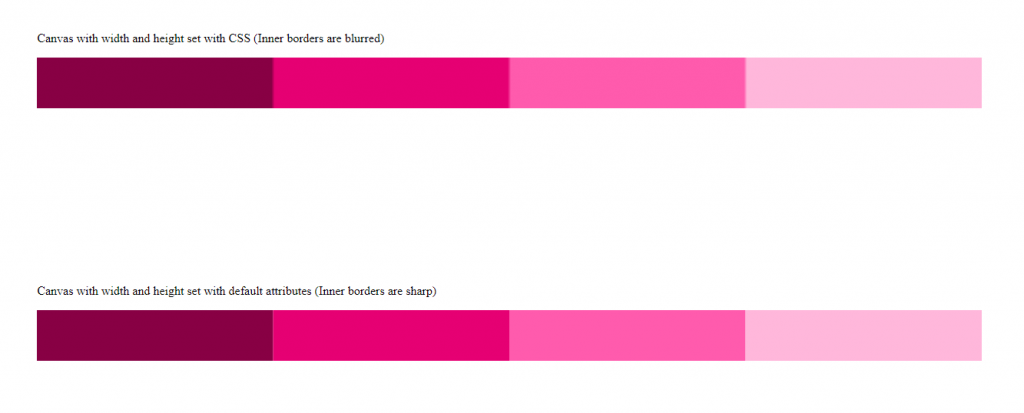 Canvas with width and height set with CSS (Inner borders are blurred)
Canvas with width and height set with default attributes (Inner borders are sharp)